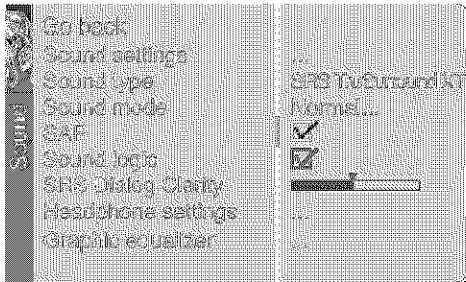 Go back
Sound settings ...
Sound type SRS TruSurround XT
Sound mode Normal...
Sound logic
SRS Dialog Clarity
Headphone settings ...
Graphic equalizer ...
Sound